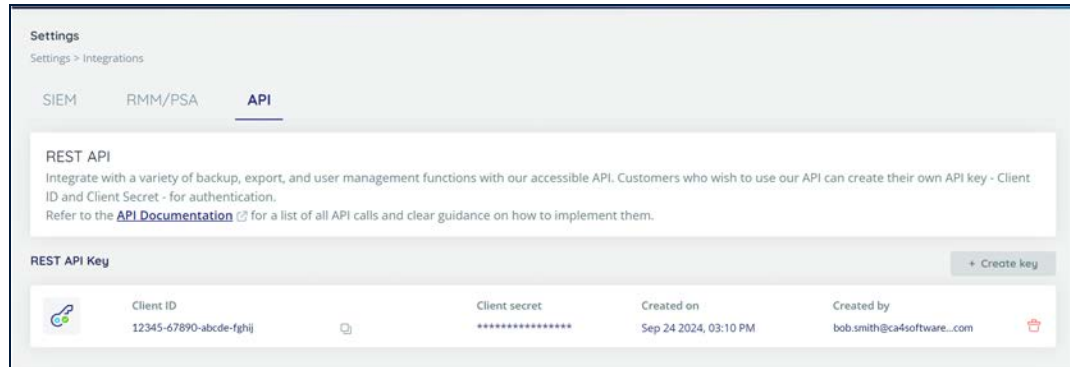 Settings
Settings > Integrations
SIEM RMM/PSA API
REST API
Integrate with a variety of backup, export, and user management functions with our accessible API. Customers who wish to use our API can create their own API key - Client
ID and Client Secret - for authentication.
Refer to the API Documentation for a list of all API calls and clear guidance on how to implement them.
REST API Key + Create key
Client ID Client secret Created on Created by
12345-67890-abcde-fghij **************** Sep 24 2024, 03:10 PM bob.smith@ca4software...com